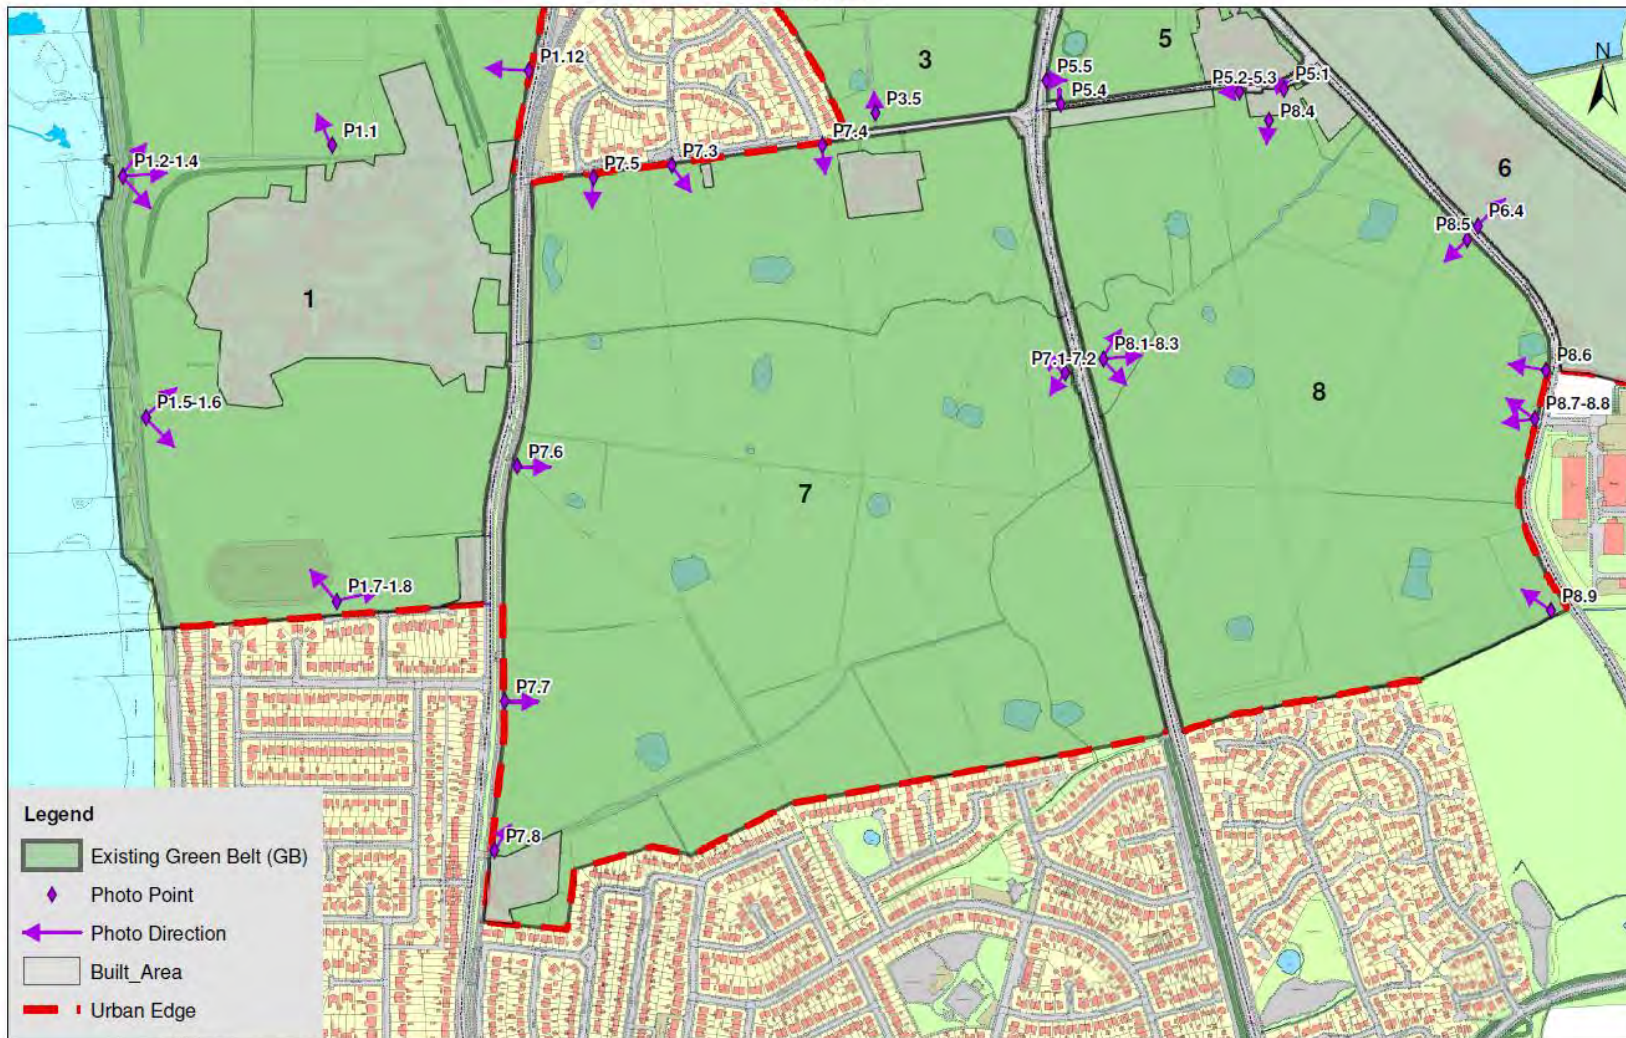 P1.12
3
5
N
P5.5
P5.2-5.3
P5.1
P5.4
P3.5
P8.4
P1.1
P7.4
P1.2-1.4
P7.5
P7.3
6
P6.4
P8.5
1
P7.1-7.2
P8.1-8.3
P8.6
8
P1.5-1.6
P8.7-8.8
P7.6
7
P1.7-1.8
P8.9
P7.7
P7.8
Legend
Existing Green Belt (GB)
Photo Point
Photo Direction
Built_Area
Urban Edge